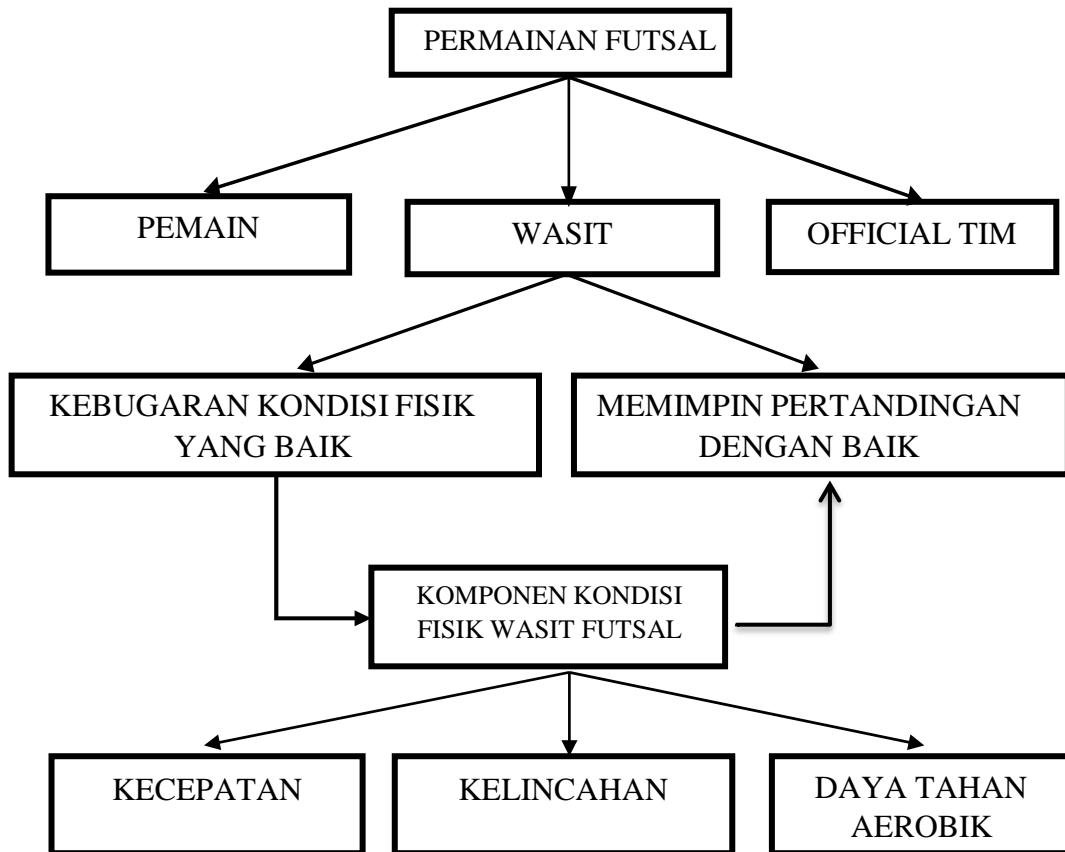 PERMAINAN FUTSAL
PEMAIN
WASIT
OFFICIAL TIM
KEBUGARAN KONDISI FISIK
YANG BAIK
MEMIMPIN PERTANDINGAN
DENGAN BAIK
KOMPONEN KONDISI
FISIK WASIT FUTSAL
KECEPATAN
KELINCAHAN
DAYA TAHAN
AEROBIK